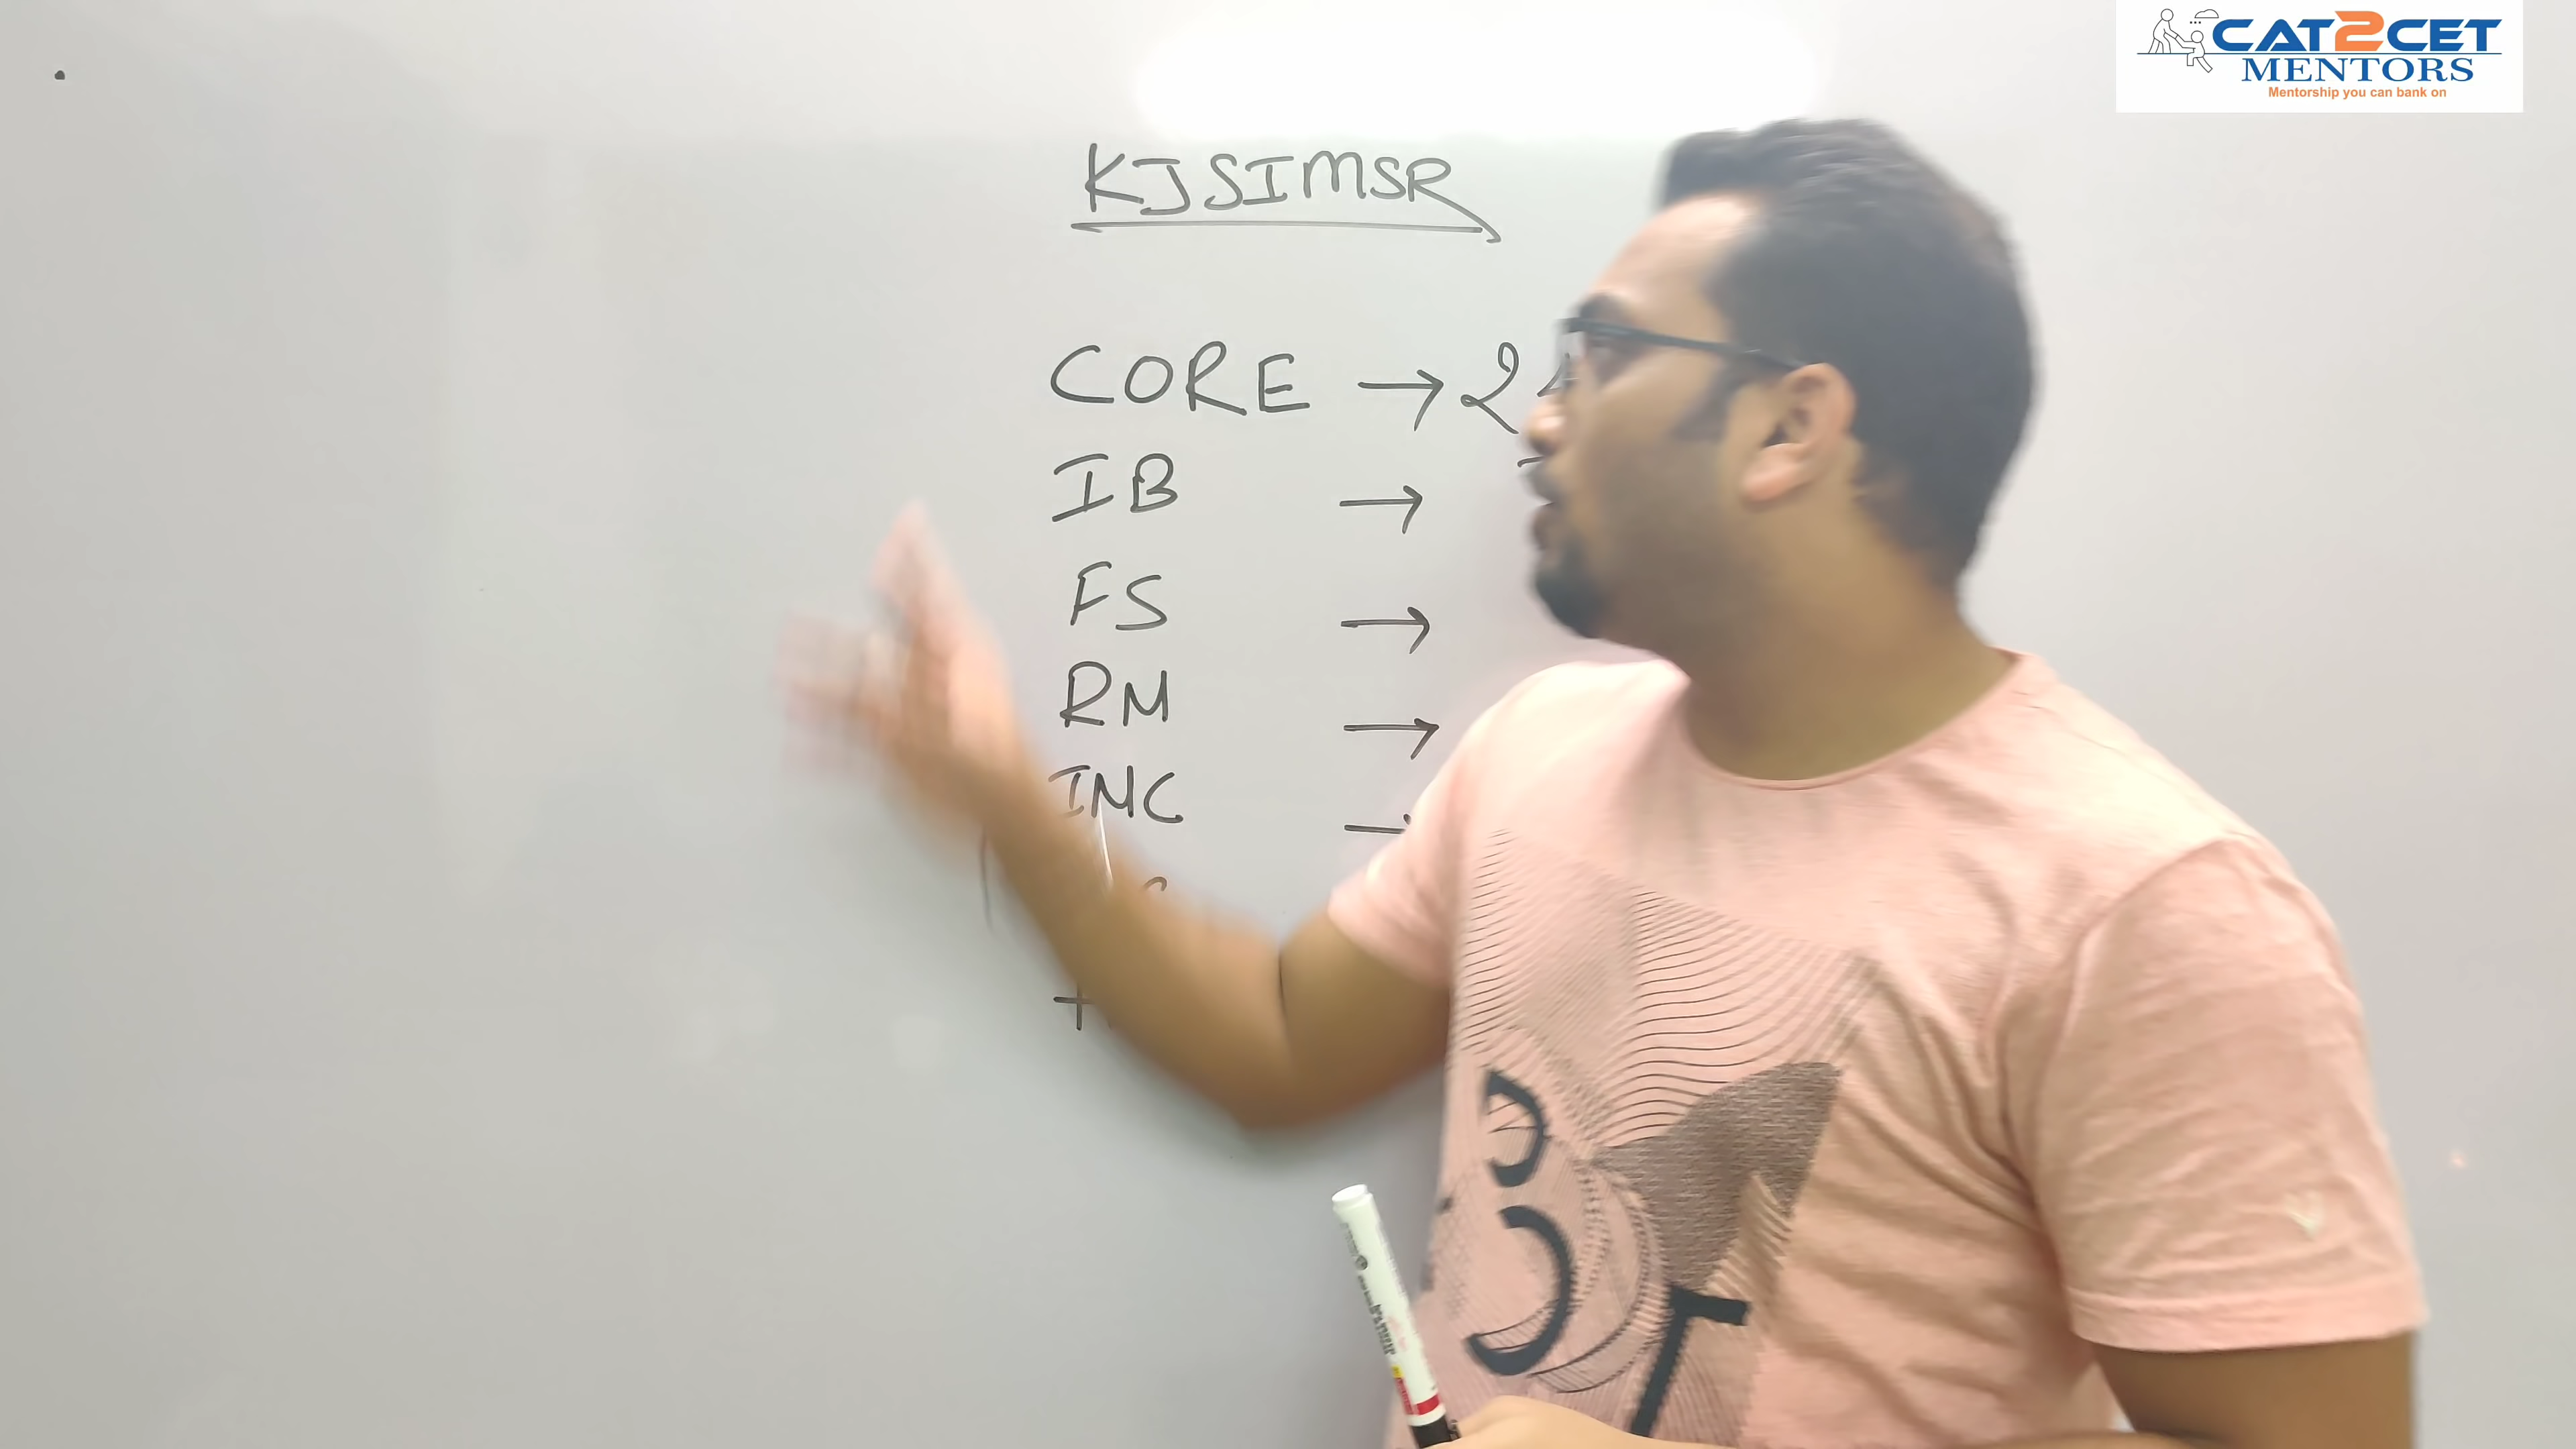 CAT2CET
MENTORS
Mentorship you can bank on
KJSIMSR
CORE →
IB →
FS →
RM →
INC